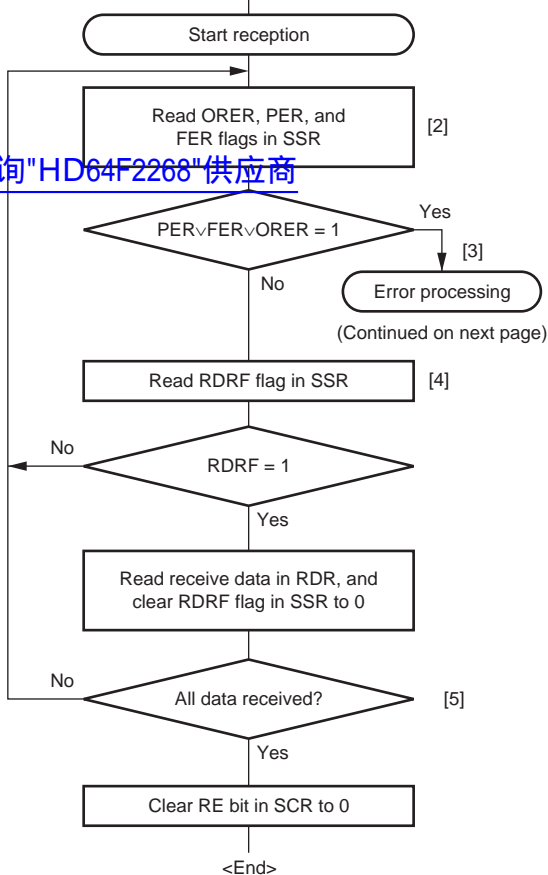 Start reception
Read ORER, PER, and
FER flags in SSR
[2]
询"HD64F2268"供应商
PER∨FER∨ORER = 1
Yes
[3]
No
Error processing
(Continued on next page)
Read RDRF flag in SSR
[4]
No
RDRF = 1
Yes
Read receive data in RDR, and
clear RDRF flag in SSR to 0
No
All data received?
[5]
Yes
Clear RE bit in SCR to 0
<End>